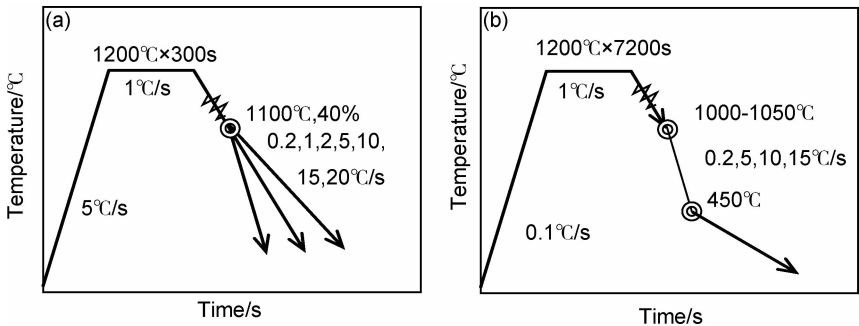 (a)
1200℃×300s
1℃/s
1100℃,40%
0.2,1,2,5,10,
15,20℃/s
5℃/s
Temperature/℃
Time/s
(b)
1200℃×7200s
1℃/s
1000-1050℃
0.2,5,10,15℃/s
450℃
0.1℃/s
Temperature/℃
Time/s